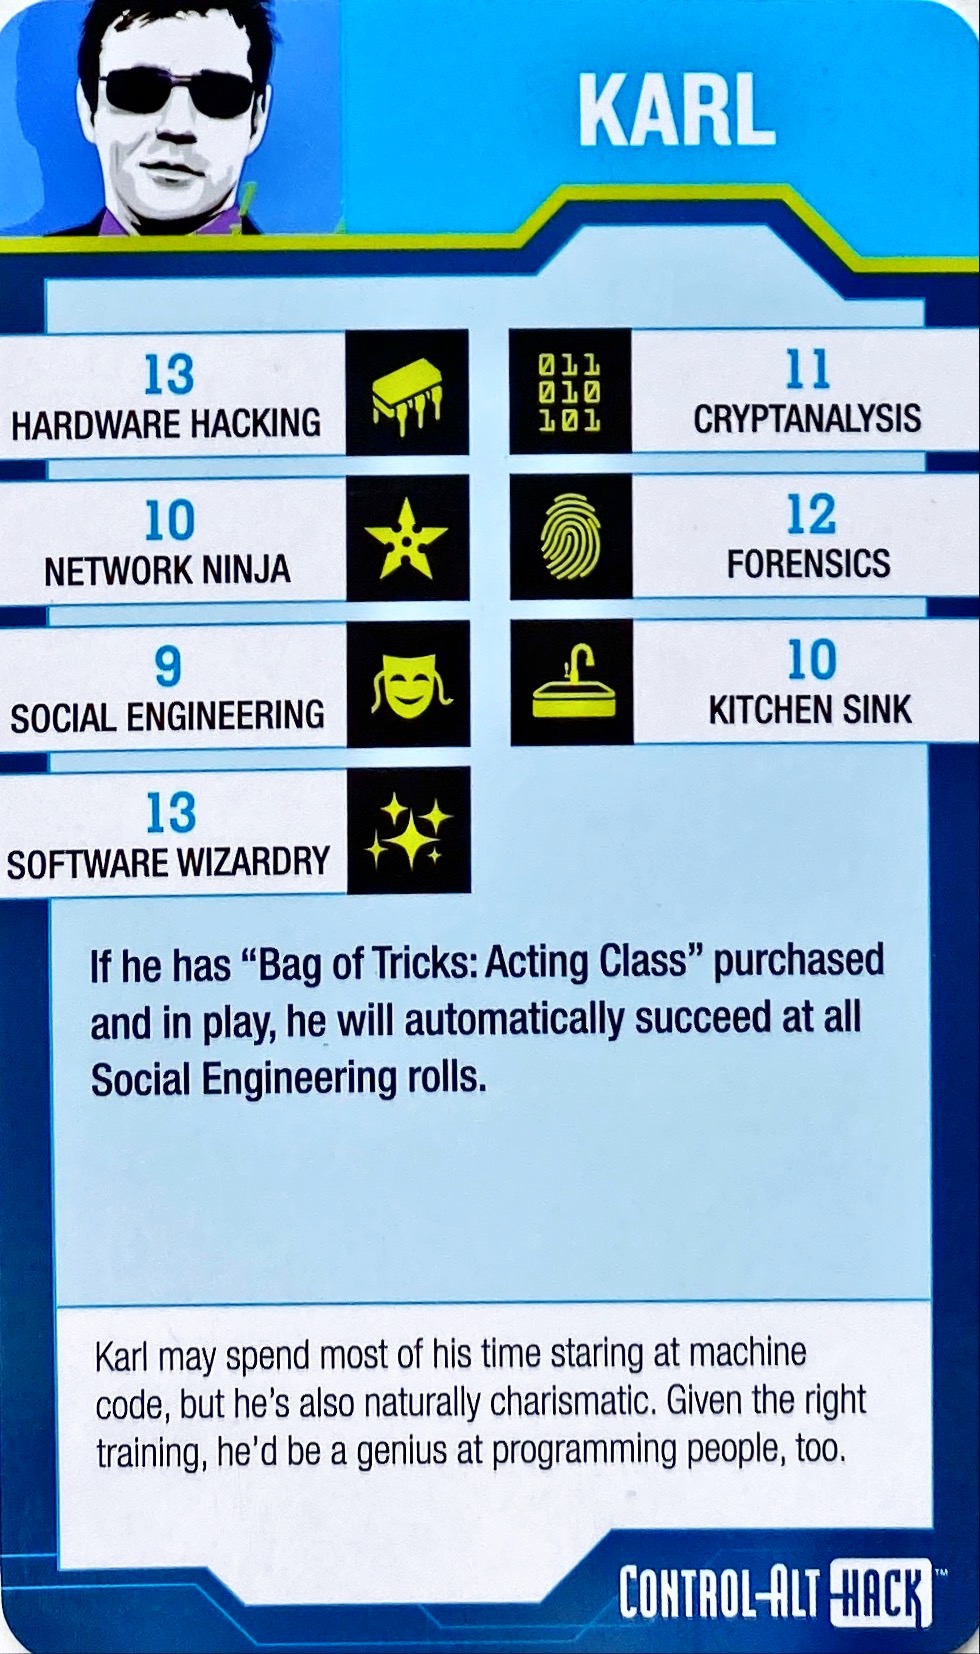 KARL
13
HARDWARE HACKING
011
010
101
11
CRYPTANALYSIS
10
NETWORK NINJA
12
FORENSICS
9
SOCIAL ENGINEERING
10
KITCHEN SINK
13
SOFTWARE WIZARDRY
If he has “Bag of Tricks: Acting Class” purchased
and in play, he will automatically succeed at all
Social Engineering rolls.
Karl may spend most of his time staring at machine
code, but he’s also naturally charismatic. Given the right
training, he’d be a genius at programming people, too.
CONTROL-ALT-HACK™